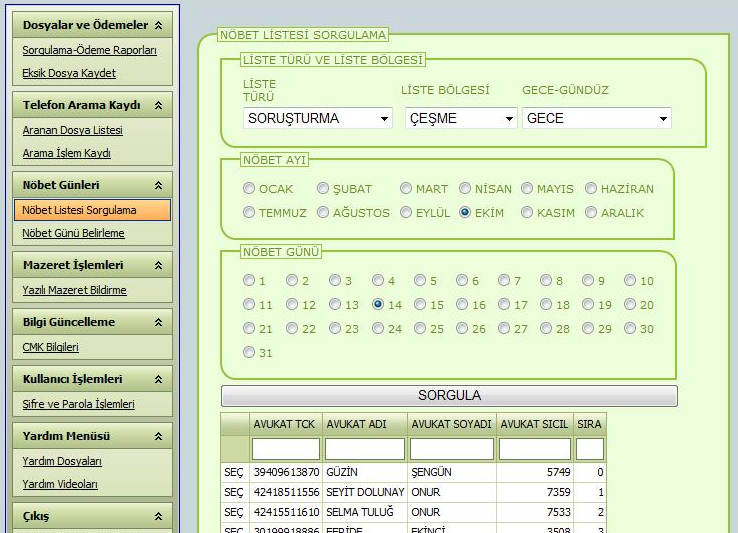 Dosyalar ve Ödemeler
Sorgulama-Ödeme Raporları
Eksik Dosya Kaydet
Telefon Arama Kaydı
Aranan Dosya Listesi
Arama İşlem Kaydı
Nöbet Günleri
Nöbet Listesi Sorgulama
Nöbet Günü Belirleme
Mazeret İşlemleri
Yazılı Mazeret Bildirme
Bilgi Güncelleme
CMK Bilgileri
Kullanıcı İşlemleri
Şifre ve Parola İşlemleri
Yardım Menüsü
Yardım Dosyaları
Yardım Videoları
Çıkış
NÖBET LİSTESİ SORGULAMA
LİSTE TÜRÜ VE LİSTE BÖLGESİ
LİSTE TÜRÜ LİSTE BÖLGESİ GECE-GÜNDÜZ
SORUŞTURMA ÇEŞME GECE
NÖBET AYI
OCAK ŞUBAT MART NİSAN MAYIS HAZİRAN
TEMMUZ AĞUSTOS EYLÜL EKİM KASIM ARALIK
NÖBET GÜNÜ
1 2 3 4 5 6 7 8 9 10
11 12 13 14 15 16 17 18 19 20
21 22 23 24 25 26 27 28 29 30
31
SORGULA
AVUKAT TCK AVUKAT ADI AVUKAT SOYADI AVUKAT SICIL SIRA
SEÇ 39409613870 GÜZİN ŞENGÜN 5749 0
SEÇ 42418511556 SEYİT DOLUNAY ONUR 7359 1
SEÇ 42415511610 SELMA TULUĞ ONUR 7533 2
SEÇ 30199918886 FERİDE EKİNCİ 3508 3